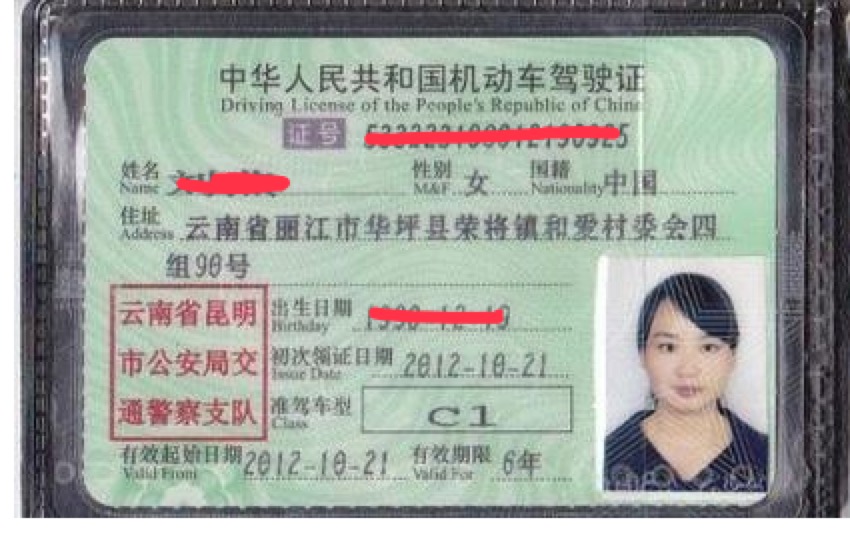 中华人民共和国机动车驾驶证
Driving License of the People's Republic of China
证号
姓名 性别 女 国籍 中国
Name M&F Nationality
住址 云南省丽江市华坪县荣将镇和爱村委会四
Address
组90号
云南省昆明
市公安局交
通警察支队
出生日期
Birthday
初次领证日期 2012-10-21
Issue Date
准驾车型 C1
Class
有效起始日期 2012-10-21 有效期限 6年
Valid From Valid For